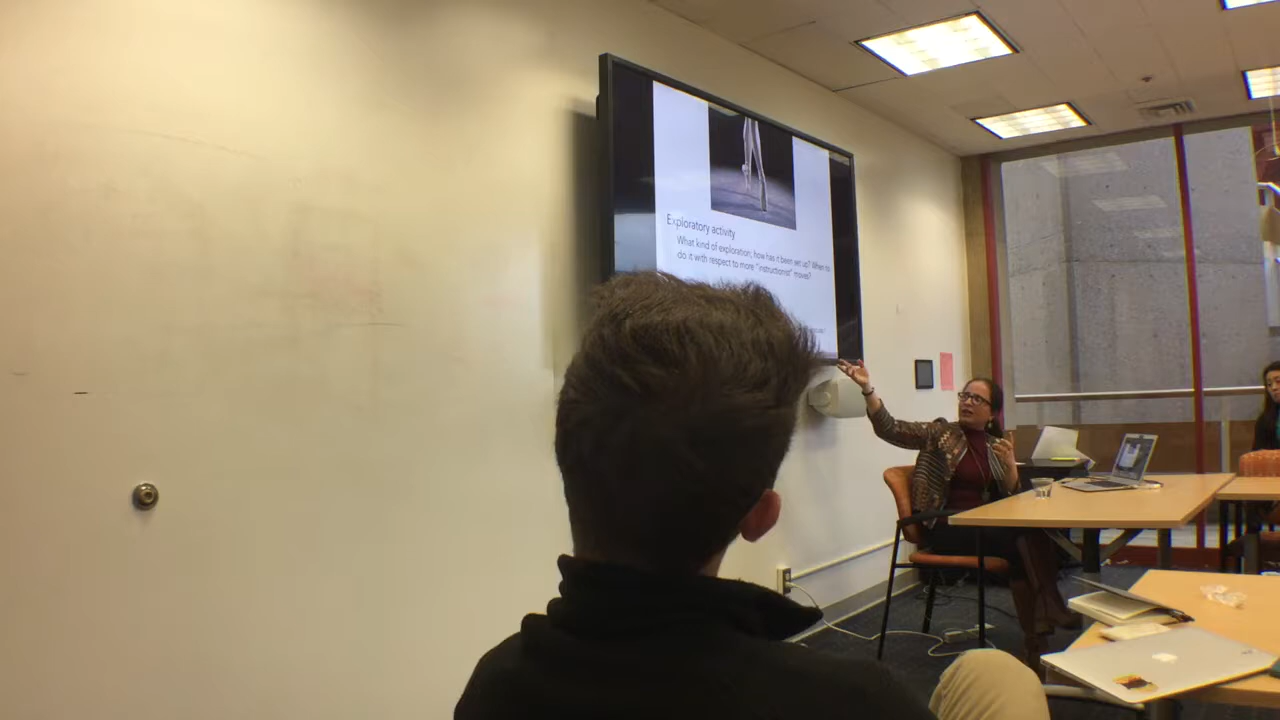 Exploratory activity
What kind of exploration, how has it been set up? When to
do it with respect to more "instructionist" moves?